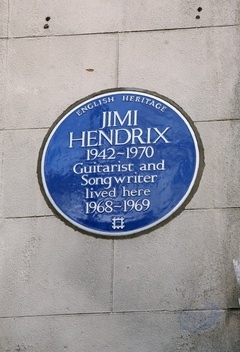 ENGLISH HERITAGE
JIMI
HENDRIX
1942~1970
Guitarist and
Songwriter
lived here
1968~1969